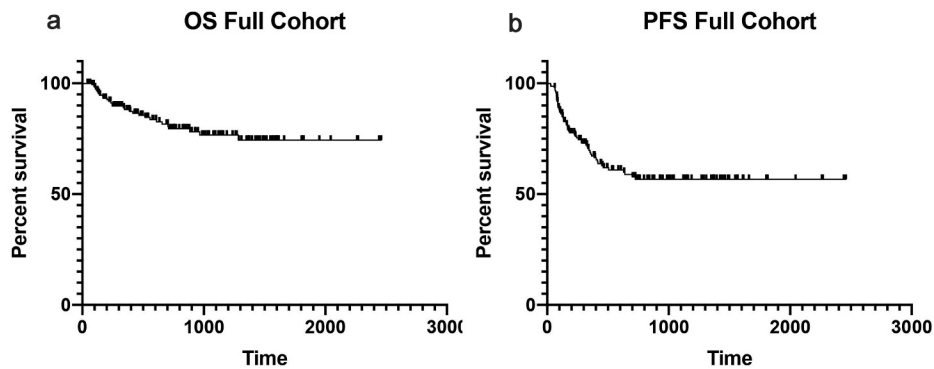 a
OS Full Cohort
Percent survival
100
50
0
0 1000 2000 3000
Time
b
PFS Full Cohort
Percent survival
100
50
0
0 1000 2000 3000
Time